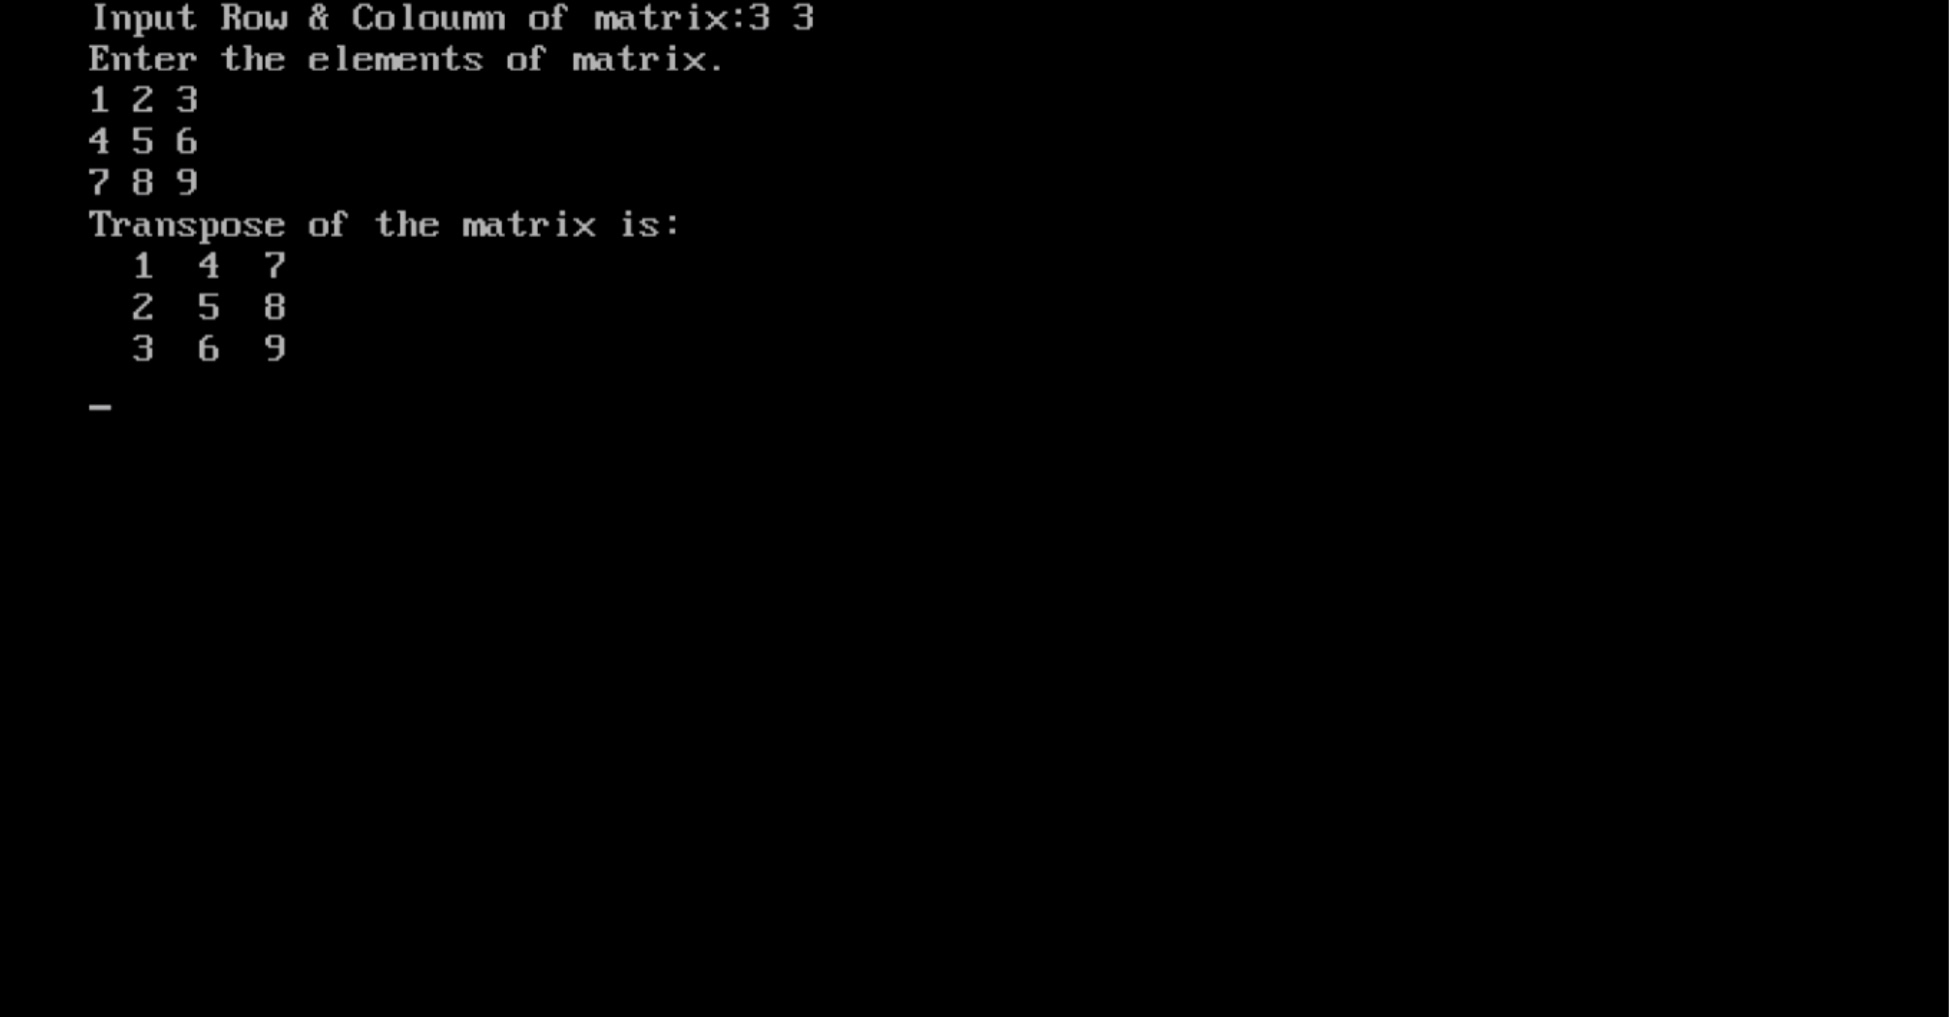 Input Row & Coloumn of matrix:3 3
Enter the elements of matrix.
1 2 3
4 5 6
7 8 9
Transpose of the matrix is:
1 4 7
2 5 8
3 6 9